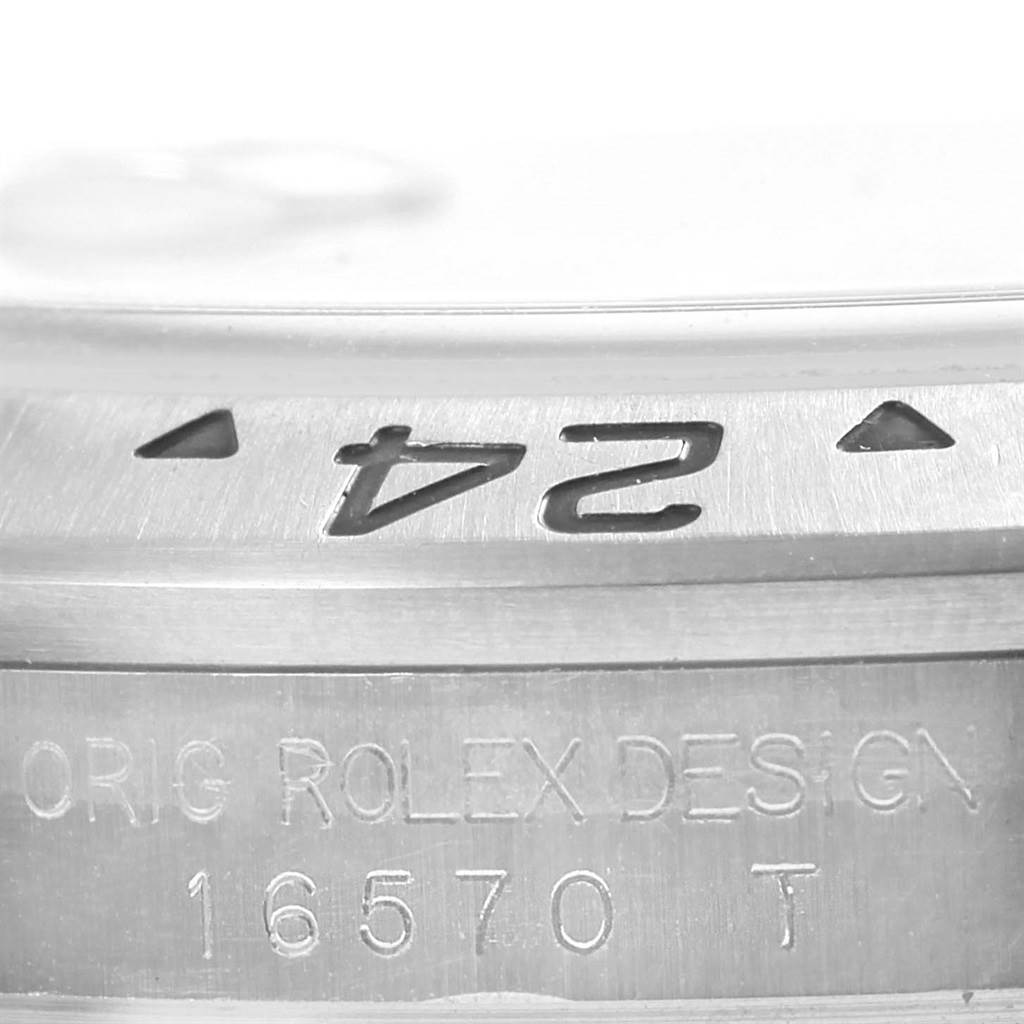 24
ORIG ROLEX DESIGN
16570 T